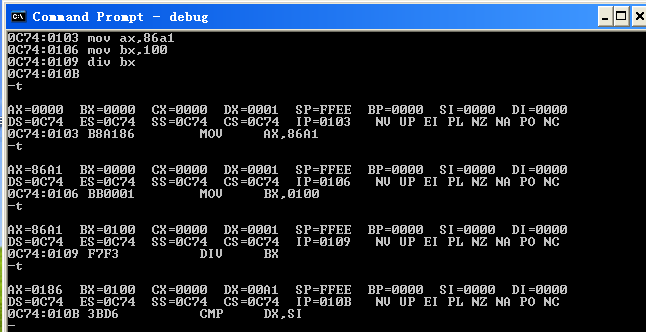 Command Prompt - debug
0C74:0103 mov ax,86a1
0C74:0106 mov bx,100
0C74:0109 div bx
0C74:010B
-t
AX=0000 BX=0000 CX=0000 DX=0001 SP=FFEE BP=0000 SI=0000 DI=0000
DS=0C74 ES=0C74 SS=0C74 CS=0C74 IP=0103 NV UP EI PL NZ NA PO NC
0C74:0103 B8A186 MOV AX,86A1
-t
AX=86A1 BX=0000 CX=0000 DX=0001 SP=FFEE BP=0000 SI=0000 DI=0000
DS=0C74 ES=0C74 SS=0C74 CS=0C74 IP=0106 NV UP EI PL NZ NA PO NC
0C74:0106 BB0001 MOV BX,0100
-t
AX=86A1 BX=0100 CX=0000 DX=0001 SP=FFEE BP=0000 SI=0000 DI=0000
DS=0C74 ES=0C74 SS=0C74 CS=0C74 IP=0109 NV UP EI PL NZ NA PO NC
0C74:0109 F7F3 DIV BX
-t
AX=0186 BX=0100 CX=0000 DX=00A1 SP=FFEE BP=0000 SI=0000 DI=0000
DS=0C74 ES=0C74 SS=0C74 CS=0C74 IP=010B NV UP EI PL NZ NA PO NC
0C74:010B 3BD6 CMP DX,SI
-